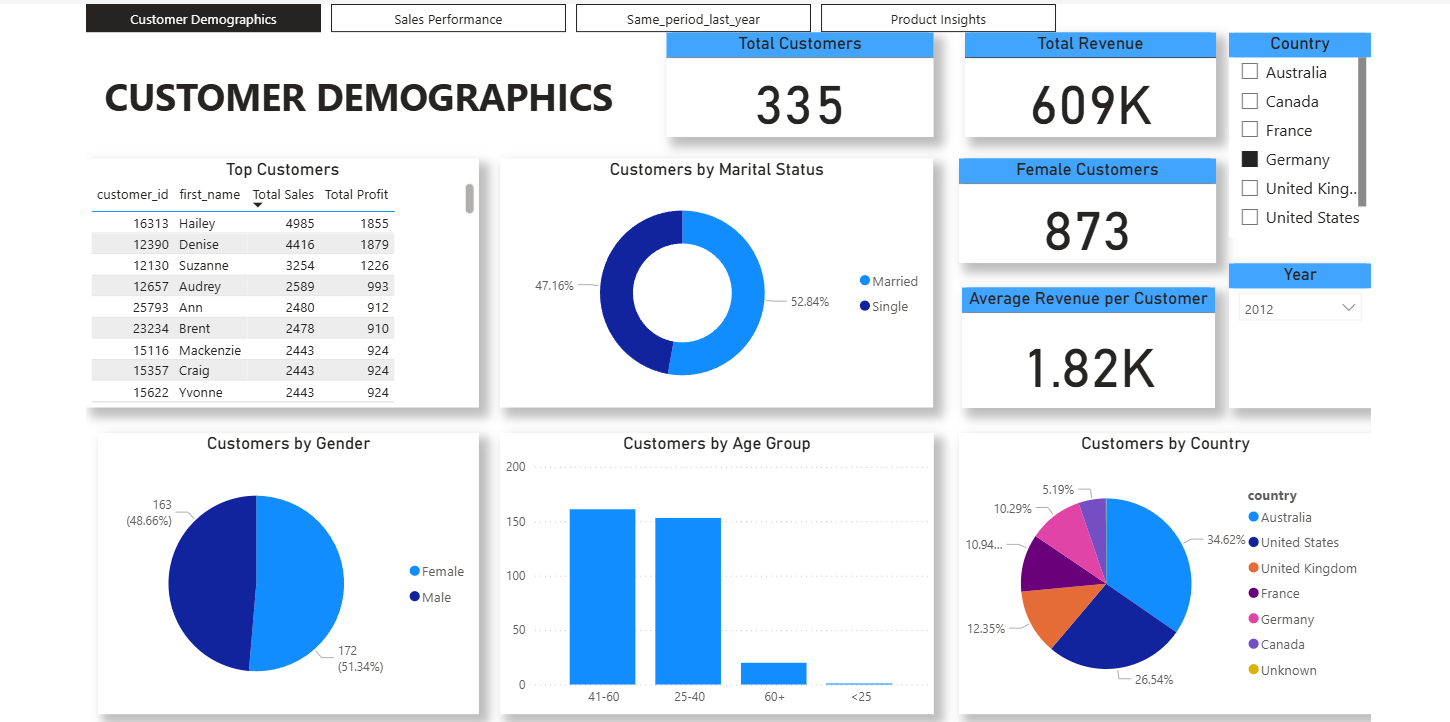 Customer Demographics
Sales Performance
Same_period_last_year
Product Insights
CUSTOMER DEMOGRAPHICS
Total Customers
335
Total Revenue
609K
Country
Australia
Canada
France
Germany
United King...
United States
Top Customers
customer_id first_name Total Sales Total Profit
16313 Hailey 4985 1855
12390 Denise 4416 1879
12130 Suzanne 3254 1226
12657 Audrey 2589 993
25793 Ann 2480 912
23234 Brent 2478 910
15116 Mackenzie 2443 924
15357 Craig 2443 924
15622 Yvonne 2443 924
Customers by Marital Status
47.16%
52.84%
Married
Single
Female Customers
873
Average Revenue per Customer
1.82K
Year
2012
Customers by Gender
163
(48.66%)
172
(51.34%)
Female
Male
Customers by Age Group
200
150
100
50
0
41-60 25-40 60+ <25
Customers by Country
5.19%
10.29%
10.94...
12.35%
26.54%
34.62%
country
Australia
United States
United Kingdom
France
Germany
Canada
Unknown